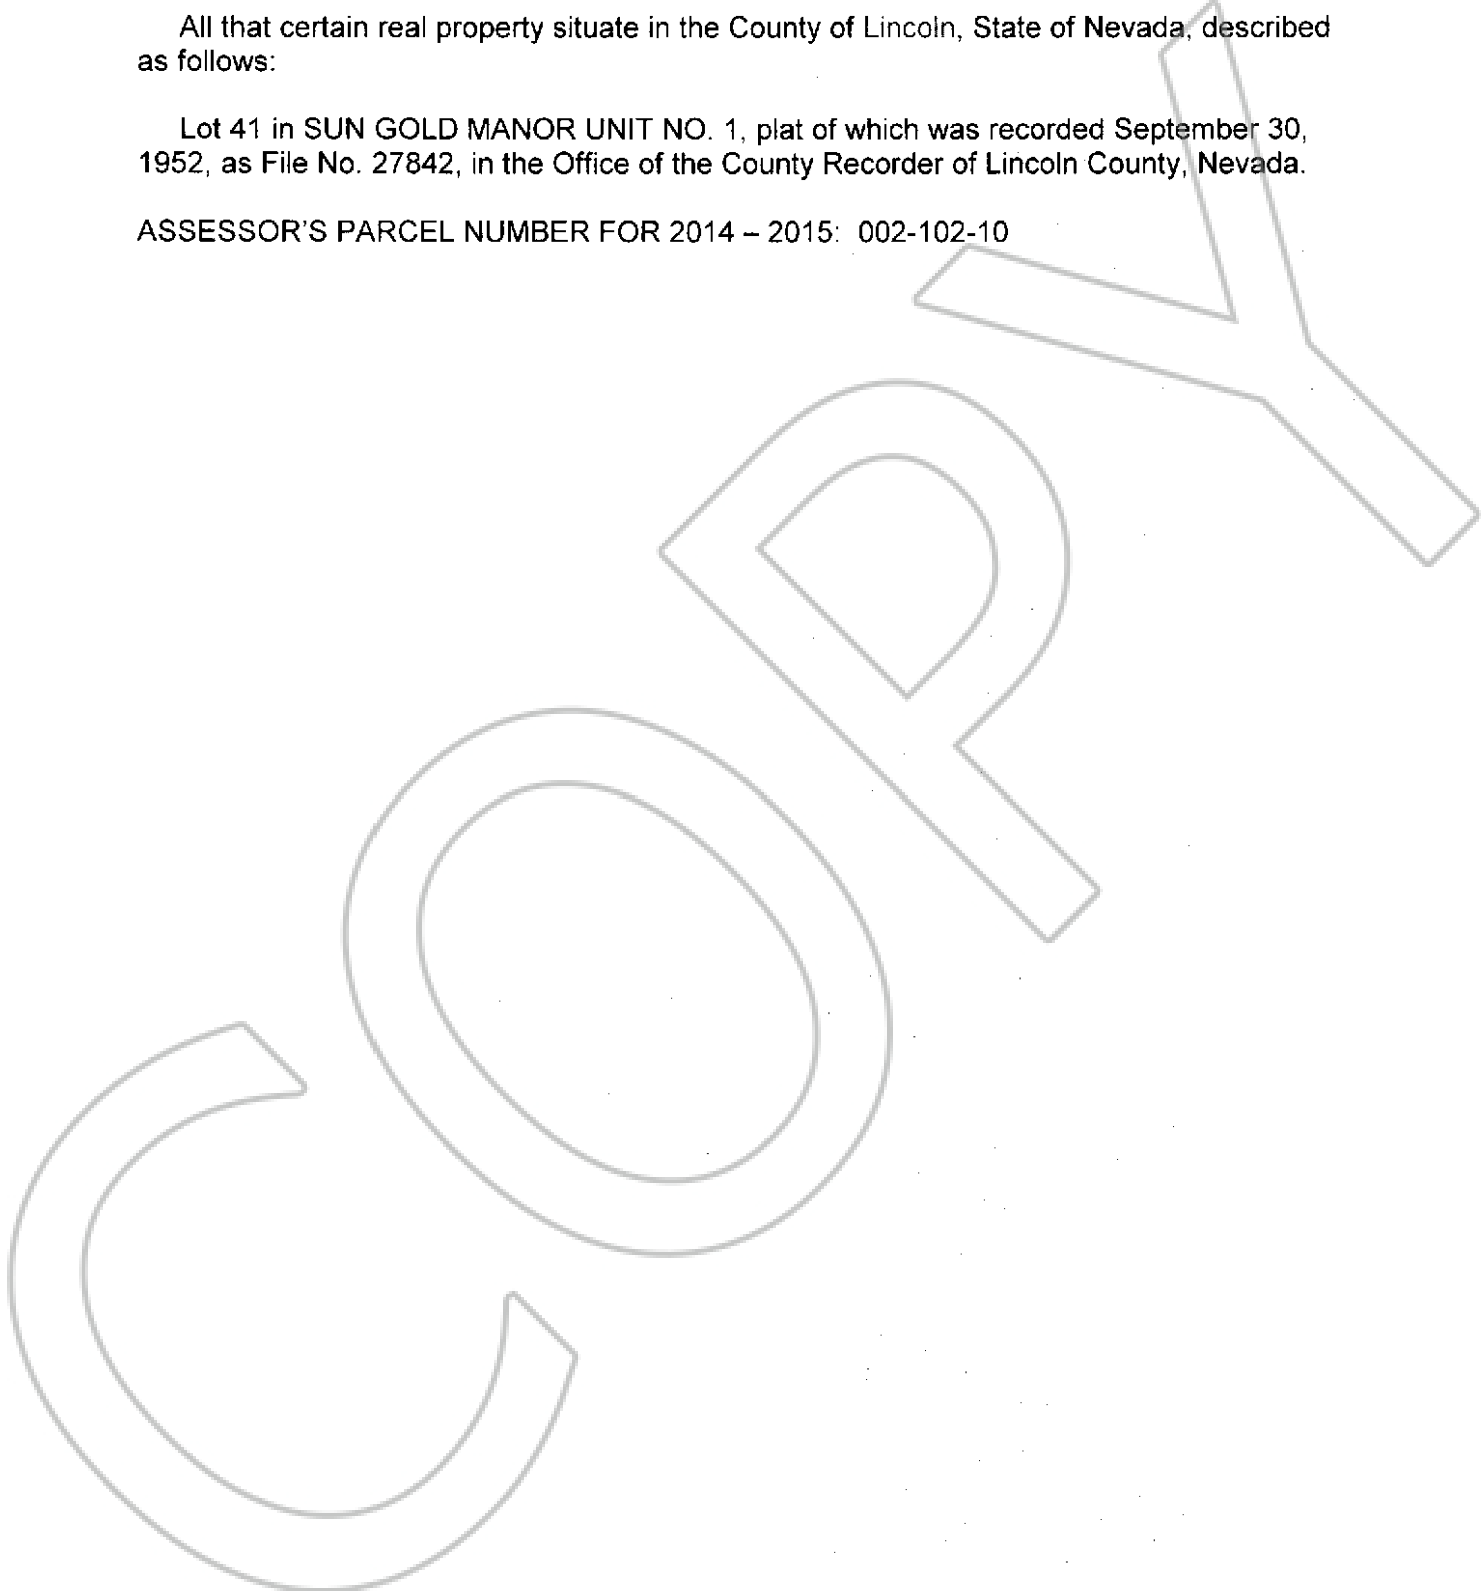 All that certain real property situate in the County of Lincoln, State of Nevada, described
as follows:
Lot 41 in SUN GOLD MANOR UNIT NO. 1, plat of which was recorded September 30,
1952, as File No. 27842, in the Office of the County Recorder of Lincoln County, Nevada.
ASSESSOR'S PARCEL NUMBER FOR 2014 – 2015: 002-102-10
COPY